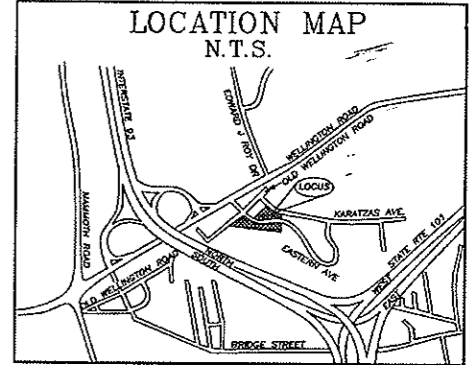 LOCATION MAP
N.T.S.
INTERSTATE 93
EDWARD J ROY DR
WELLINGTON ROAD
OLD WELLINGTON ROAD
LOCUS
MAMMOTH ROAD
KARATZAS AVE
EASTERN AVE
NORTH
SOUTH
OLD WELLINGTON ROAD
WEST STATE RTE 101
EAST
BRIDGE STREET